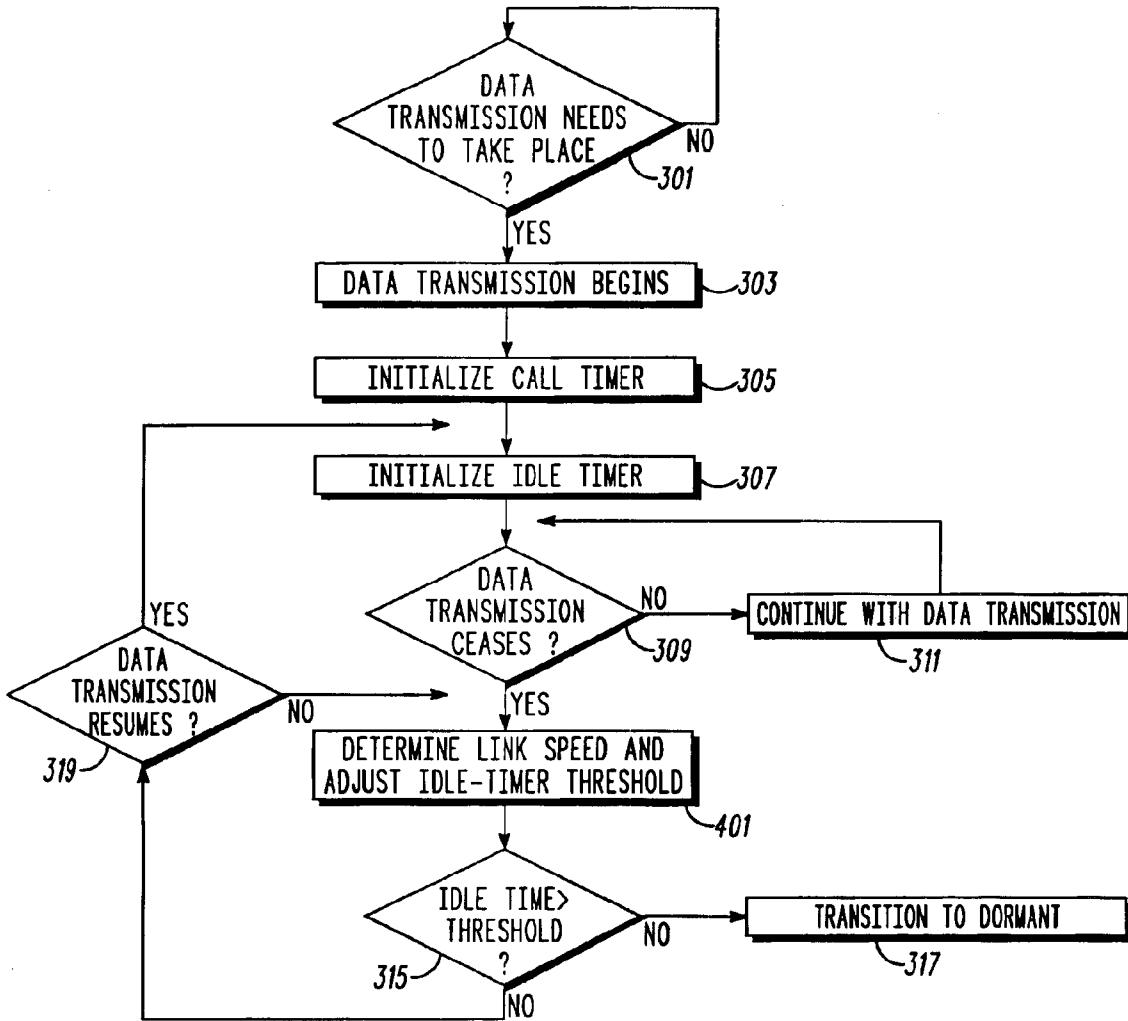 DATA
TRANSMISSION NEEDS
TO TAKE PLACE
?
NO
301
YES
DATA TRANSMISSION BEGINS
303
INITIALIZE CALL TIMER
305
INITIALIZE IDLE TIMER
307
DATA
TRANSMISSION
CEASES ?
NO
309
CONTINUE WITH DATA TRANSMISSION
311
YES
YES
DATA
TRANSMISSION
RESUMES ?
NO
319
DETERMINE LINK SPEED AND
ADJUST IDLE-TIMER THRESHOLD
401
IDLE TIME>
THRESHOLD
?
NO
315
NO
TRANSITION TO DORMANT
317